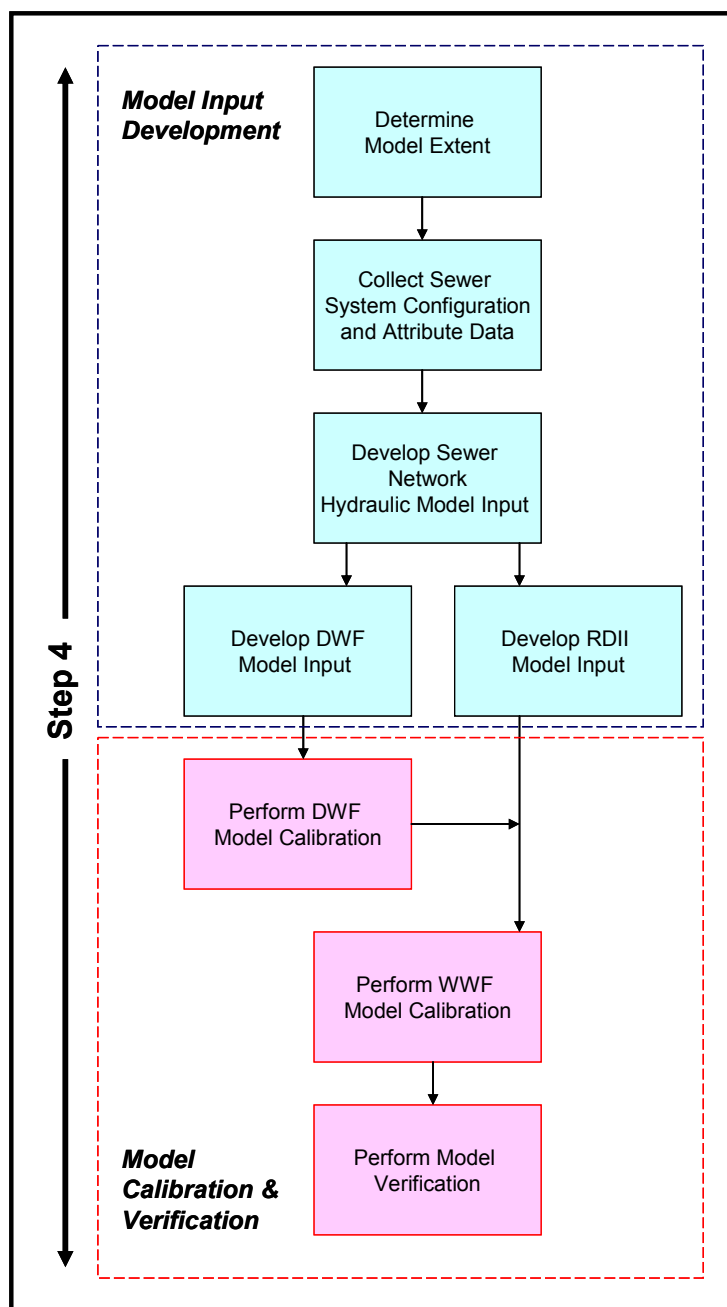 Step 4
Model Input
Development
Determine
Model Extent
Collect Sewer
System Configuration
and Attribute Data
Develop Sewer
Network
Hydraulic Model Input
Develop DWF
Model Input
Develop RDII
Model Input
Perform DWF
Model Calibration
Perform WWF
Model Calibration
Perform Model
Verification
Model
Calibration &
Verification